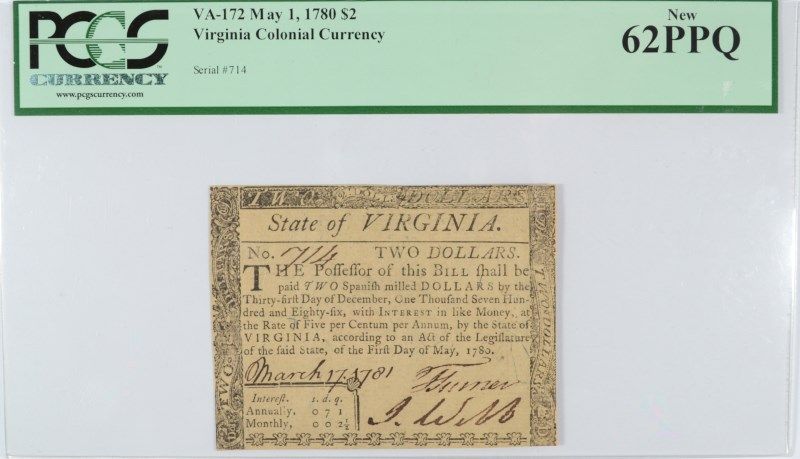 PCGS
CURRENCY
www.pcgscurrency.com
VA-172 May 1, 1780 $2
Virginia Colonial Currency
Serial #714
New
62PPQ
TWO DOLLARS
State of VIRGINIA.
No. 714 TWO DOLLARS.
THE Poſſeſſor of this BILL ſhall be
paid TWO Spaniſh milled DOLLARS by the
Thirty-firſt Day of December, One Thouſand Seven Hun-
dred and Eighty-ſix, with INTEREST in like Money, at
the Rate of Five per Centum per Annum, by the State of
VIRGINIA, according to an Act of the Legiſlature
of the ſaid State, of the Firſt Day of May, 1780.
March 17, 1781
Intereſt. s. d. q.
Annually, 0 7 1
Monthly, 0 0 2½
J. Webb
TWO
TWO DOLLARS